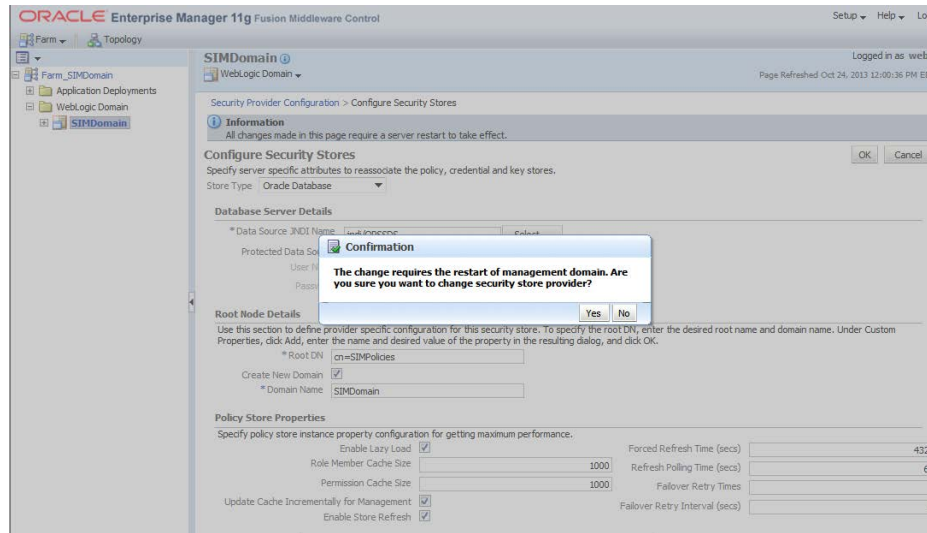 ORACLE Enterprise Manager 11g Fusion Middleware Control
Setup Help
Farm Topology
SIMDomain
Logged in as
WebLogic Domain
Page Refreshed Oct 24, 2013 12:00:36 PM
Farm_SIMDomain
Application Deployments
WebLogic Domain
SIMDomain
Security Provider Configuration > Configure Security Stores
Information
All changes made in this page require a server restart to take effect.
Configure Security Stores
OK Cancel
Specify server specific attributes to reassociate the policy, credential and key stores.
Store Type Oracle Database
Database Server Details
* Data Source JNDI Name
Protected Data
User
Confirmation
The change requires the restart of management domain. Are
you sure you want to change security store provider?
Yes No
Root Node Details
Use this section to define provider specific configuration for this security store. To specify the root DN, enter the desired root name and domain name. Under Custom
Properties, click Add, enter the name and desired value of the property in the resulting dialog, and click OK.
* Root DN cn=SIMPolicies
Create New Domain
* Domain Name SIMDomain
Policy Store Properties
Specify policy store instance property configuration for getting maximum performance.
Enable Lazy Load
Forced Refresh Time (secs)
Role Member Cache Size 1000
Refresh Polling Time (secs)
Permission Cache Size 1000
Failover Retry Times
Update Cache Incrementally for Management
Failover Retry Interval (secs)
Enable Store Refresh